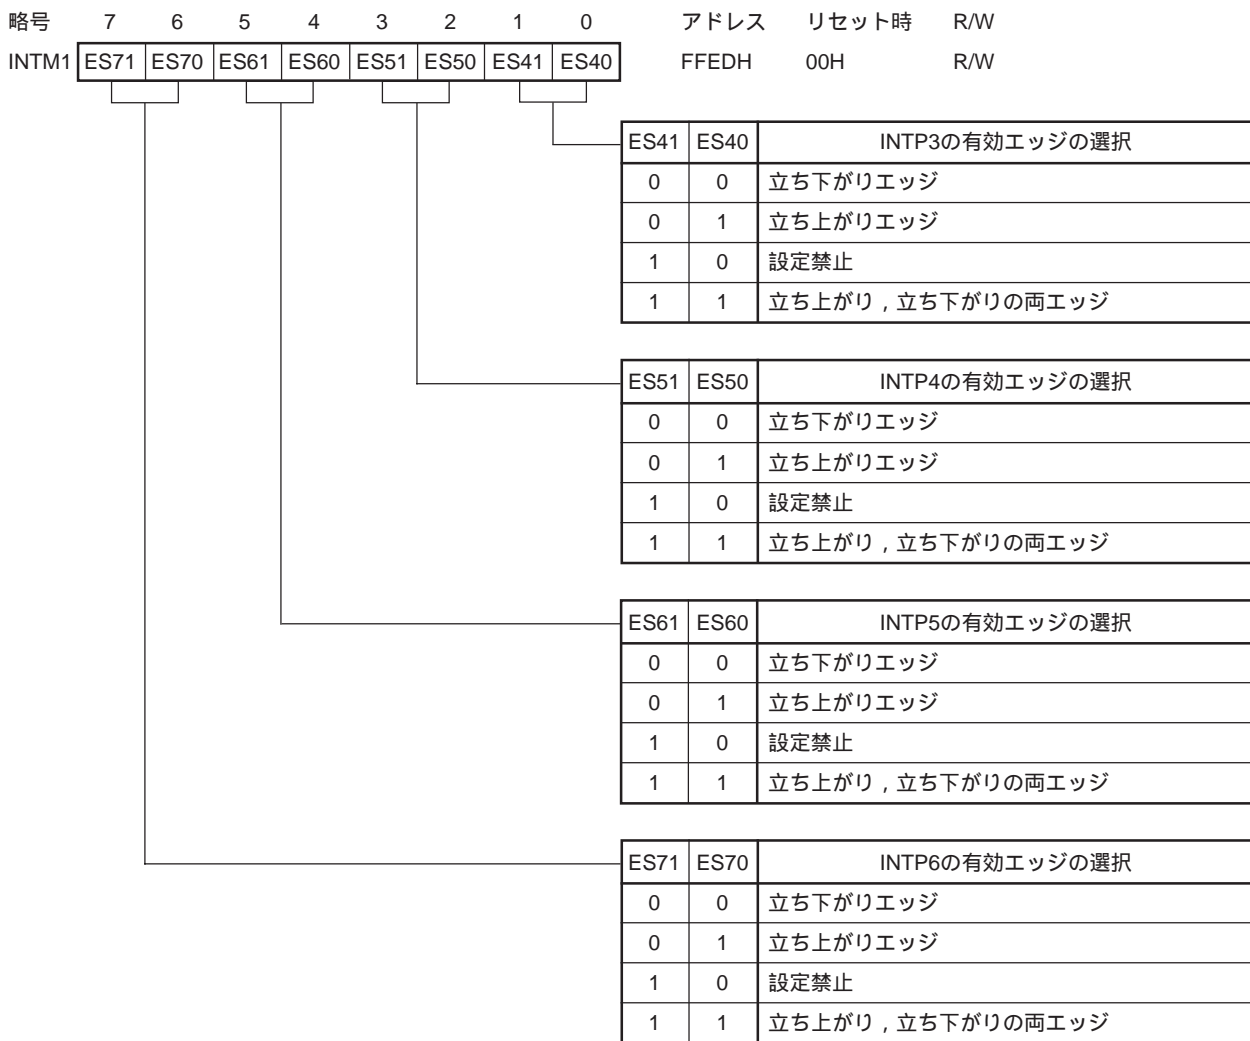 略号 7 6 5 4 3 2 1 0 アドレス リセット時 R/W
INTM1 ES71 ES70 ES61 ES60 ES51 ES50 ES41 ES40 FFEDH 00H R/W
ES41 ES40 INTP3の有効エッジの選択
0 0 立ち下がりエッジ
0 1 立ち上がりエッジ
1 0 設定禁止
1 1 立ち上がり，立ち下がりの両エッジ
ES51 ES50 INTP4の有効エッジの選択
0 0 立ち下がりエッジ
0 1 立ち上がりエッジ
1 0 設定禁止
1 1 立ち上がり，立ち下がりの両エッジ
ES61 ES60 INTP5の有効エッジの選択
0 0 立ち下がりエッジ
0 1 立ち上がりエッジ
1 0 設定禁止
1 1 立ち上がり，立ち下がりの両エッジ
ES71 ES70 INTP6の有効エッジの選択
0 0 立ち下がりエッジ
0 1 立ち上がりエッジ
1 0 設定禁止
1 1 立ち上がり，立ち下がりの両エッジ